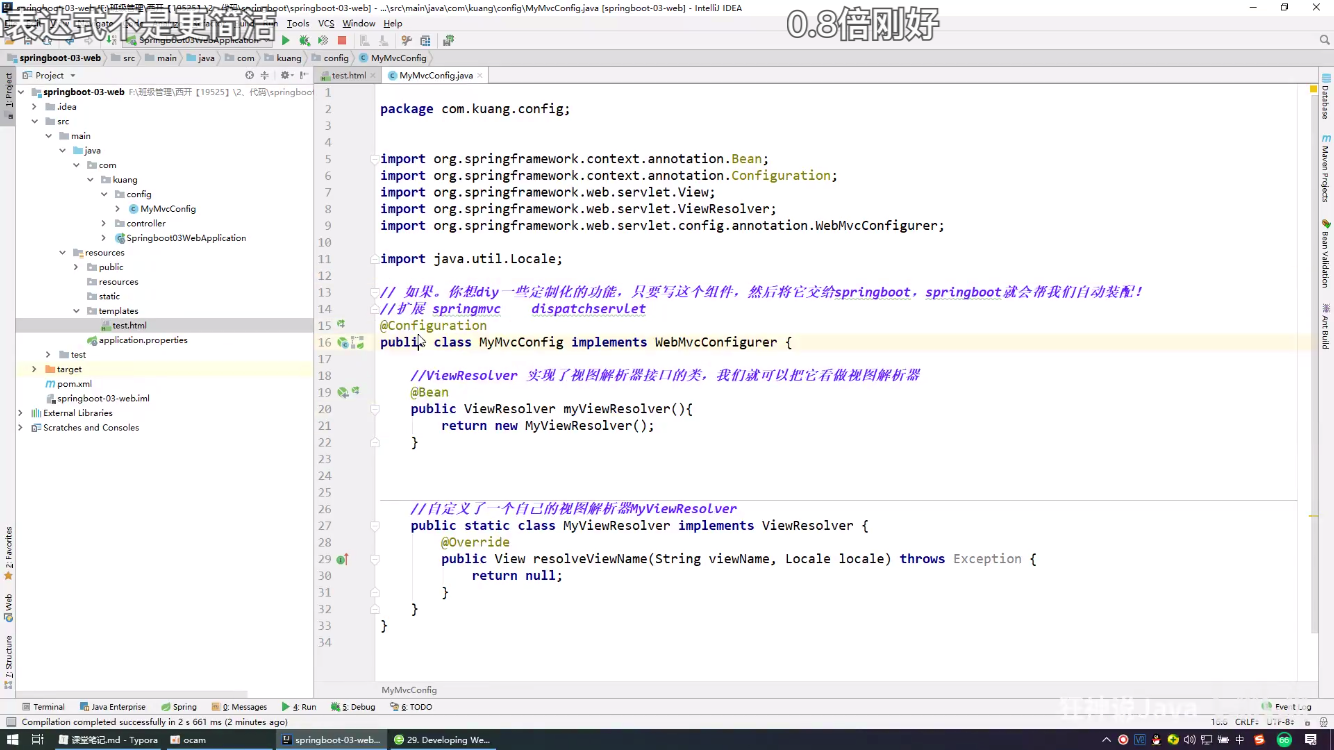 springboot-03-web - ...\src\main\java\com\kuang\config\MyMvcConfig.java [springboot-03-web] - IntelliJ IDEA
表达式不是更简洁
0.8倍刚好
Tools VCS Window Help
springboot-03-web src main java com kuang config MyMvcConfig
Project
test.html MyMvcConfig.java
springboot-03-web F:\班级管理\西开【19525】\2、代码\springboot
.idea
src
main
java
com
kuang
config
MyMvcConfig
controller
Springboot03WebApplication
resources
public
resources
static
templates
test.html
application.properties
test
target
pom.xml
springboot-03-web.iml
External Libraries
Scratches and Consoles
1: Project
2: Favorites
Web
7: Structure
Database
Maven Projects
Bean Validation
Ant Build
1
2 package com.kuang.config;
3
4
5 import org.springframework.context.annotation.Bean;
6 import org.springframework.context.annotation.Configuration;
7 import org.springframework.web.servlet.View;
8 import org.springframework.web.servlet.ViewResolver;
9 import org.springframework.web.servlet.config.annotation.WebMvcConfigurer;
10
11 import java.util.Locale;
12
13 // 如果。你想diy一些定制化的功能，只要写这个组件，然后将它交给springboot，springboot就会帮我们自动装配！
14 //扩展 springmvc dispatchservlet
15 @Configuration
16 public class MyMvcConfig implements WebMvcConfigurer {
17
18 //ViewResolver 实现了视图解析器接口的类，我们就可以把它看做视图解析器
19 @Bean
20 public ViewResolver myViewResolver(){
21 return new MyViewResolver();
22 }
23
24
25
26 //自定义了一个自己的视图解析器MyViewResolver
27 public static class MyViewResolver implements ViewResolver {
28 @Override
29 public View resolveViewName(String viewName, Locale locale) throws Exception {
30 return null;
31 }
32 }
33 }
34
MyMvcConfig
Terminal Java Enterprise Spring 0: Messages 4: Run 5: Debug 6: TODO Event Log
狂神说Java
Compilation completed successfully in 2 s 661 ms (2 minutes ago)
16:6 CRLF÷ UTF-8÷
课堂笔记.md - Typora ocam springboot-03-web... 29. Developing We... 中